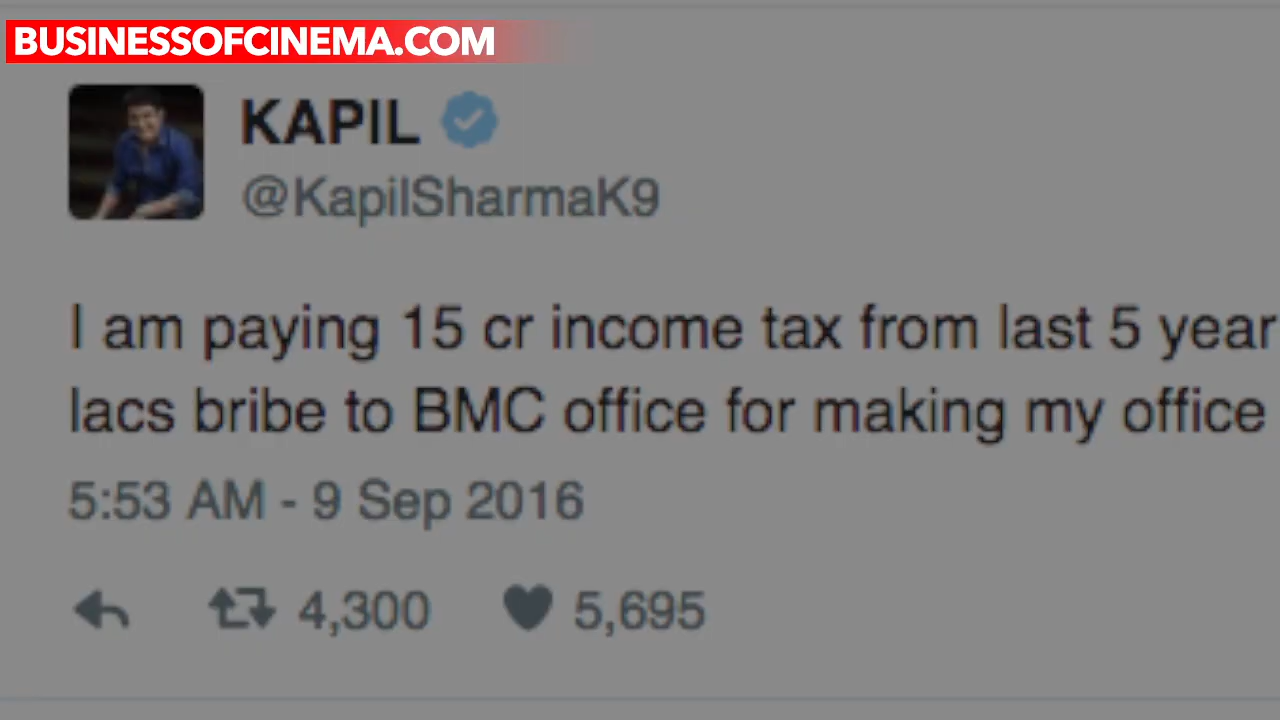 BUSINESSOFCINEMA.COM
KAPIL
@KapilSharmaK9
I am paying 15 cr income tax from last 5 year
lacs bribe to BMC office for making my office
5:53 AM - 9 Sep 2016
4,300 5,695